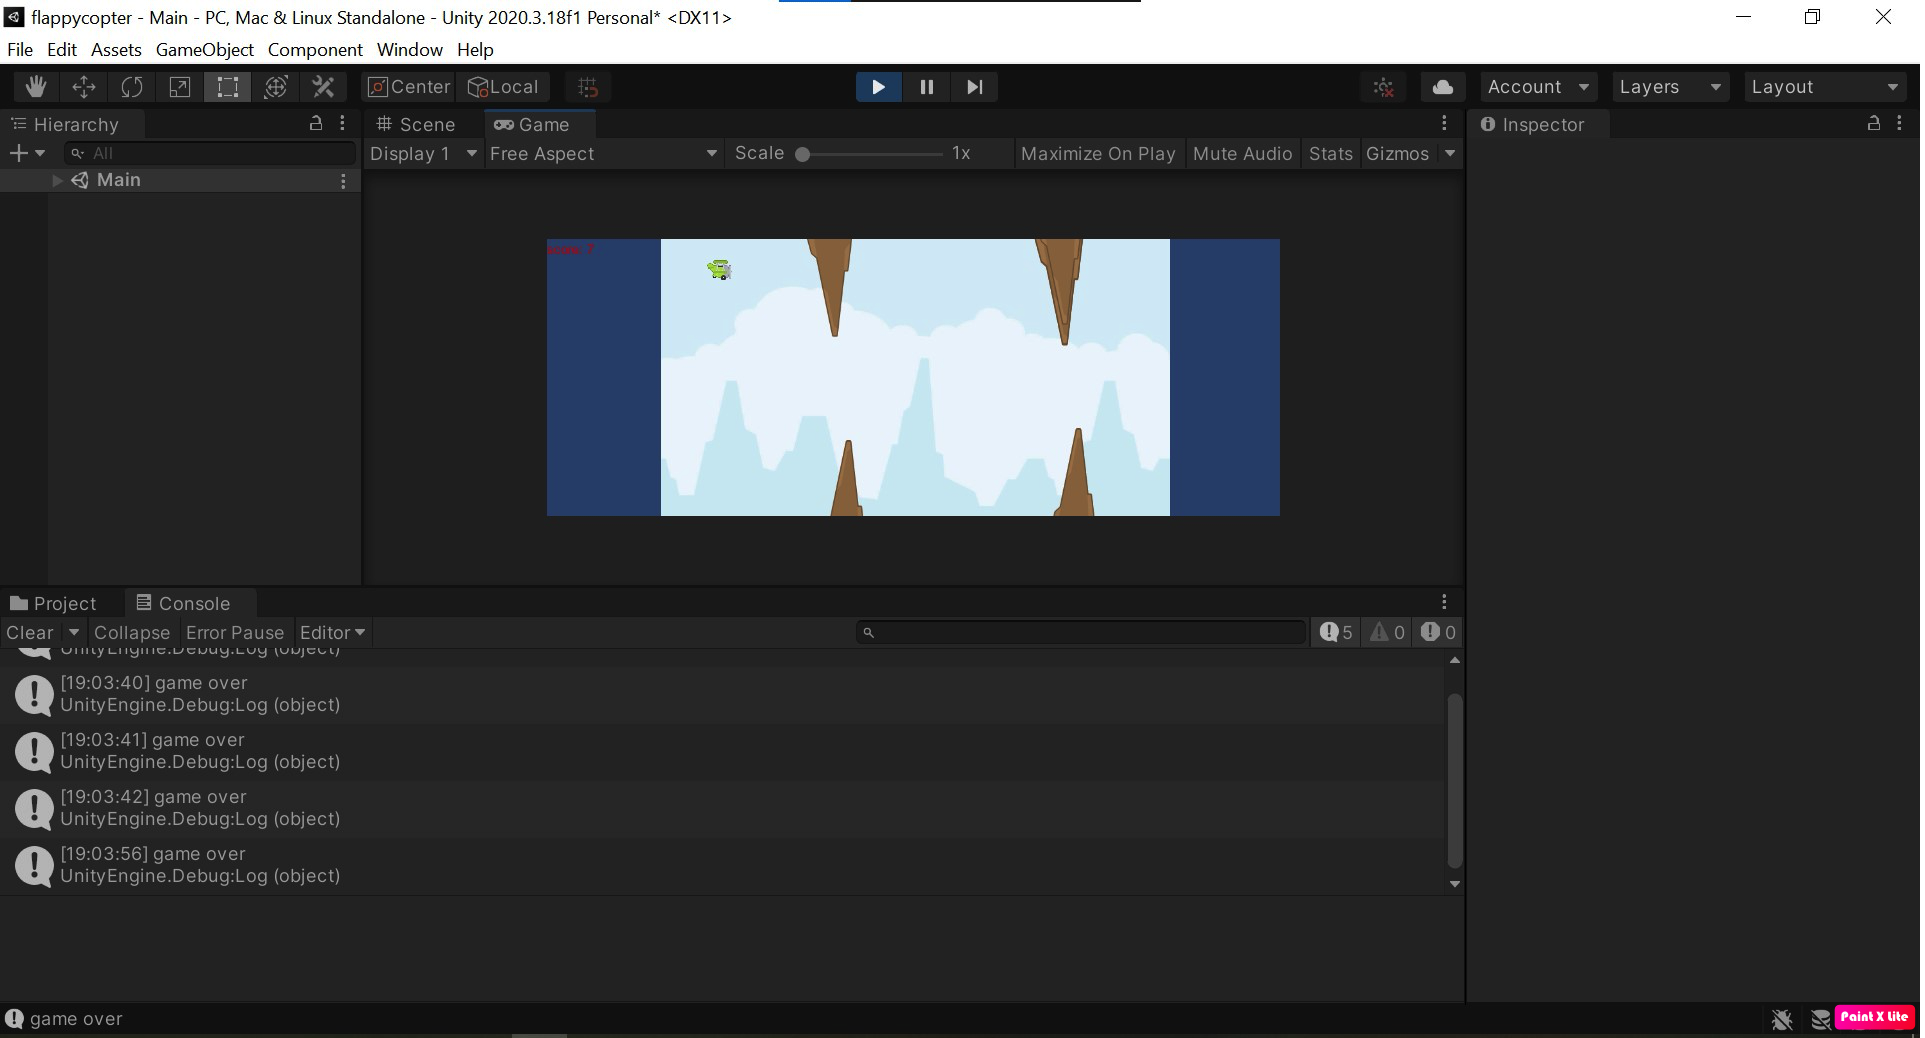 flappycopter - Main - PC, Mac & Linux Standalone - Unity 2020.3.18f1 Personal* <DX11>
File Edit Assets GameObject Component Window Help
Center Local Account Layers Layout
Hierarchy Scene Game Inspector
All Display 1 Free Aspect Scale 1x Maximize On Play Mute Audio Stats Gizmos
Main
score: 7
Project Console
Clear Collapse Error Pause Editor 5 0 0
UnityEngine.Debug:Log (object)
[19:03:40] game over
UnityEngine.Debug:Log (object)
[19:03:41] game over
UnityEngine.Debug:Log (object)
[19:03:42] game over
UnityEngine.Debug:Log (object)
[19:03:56] game over
UnityEngine.Debug:Log (object)
game over
Paint X Lite